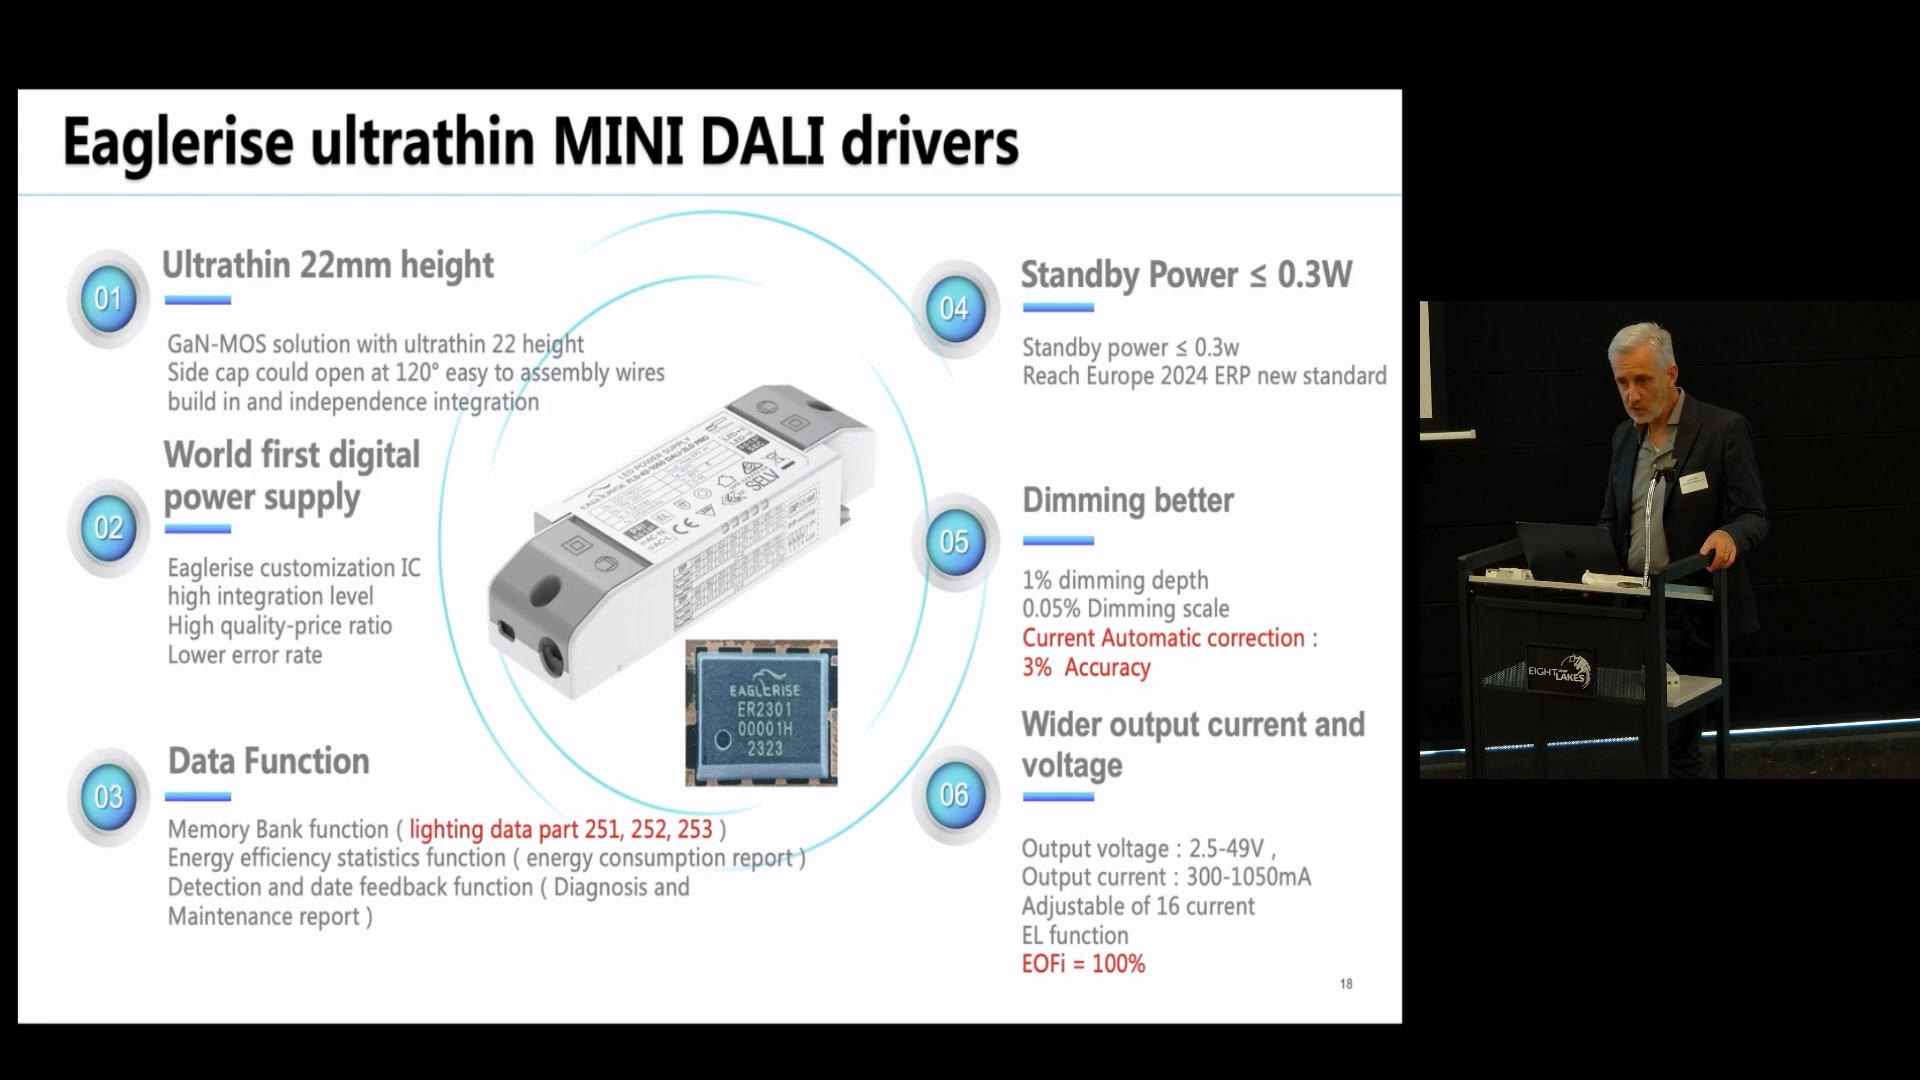 Eaglerise ultrathin MINI DALI drivers
01
Ultrathin 22mm height
GaN-MOS solution with ultrathin 22 height
Side cap could open at 120° easy to assembly wires
build in and independence integration
02
World first digital
power supply
Eaglerise customization IC
high integration level
High quality-price ratio
Lower error rate
03
Data Function
Memory Bank function ( lighting data part 251, 252, 253 )
Energy efficiency statistics function ( energy consumption report )
Detection and date feedback function ( Diagnosis and
Maintenance report )
LED POWER SUPPLY
EAGLERISE
SELV
EAGLERISE
ER2301
00001H
2323
04
Standby Power ≤ 0.3W
Standby power ≤ 0.3w
Reach Europe 2024 ERP new standard
05
Dimming better
1% dimming depth
0.05% Dimming scale
Current Automatic correction :
3% Accuracy
06
Wider output current and
voltage
Output voltage : 2.5-49V ,
Output current : 300-1050mA
Adjustable of 16 current
EL function
EOFi = 100%
18
EIGHT
LAKES